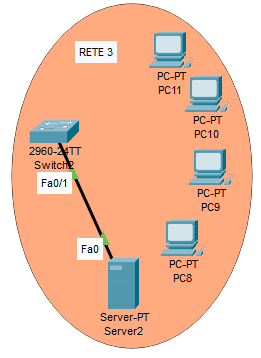 RETE 3
PC-PT
PC11
PC-PT
PC10
2960-24TT
Switch2
Fa0/1
PC-PT
PC9
Fa0
PC-PT
PC8
Server-PT
Server2